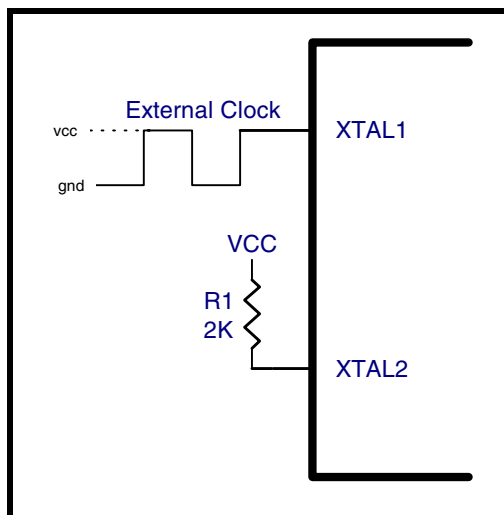 External Clock
vcc
gnd
XTAL1
VCC
R1
2K
XTAL2